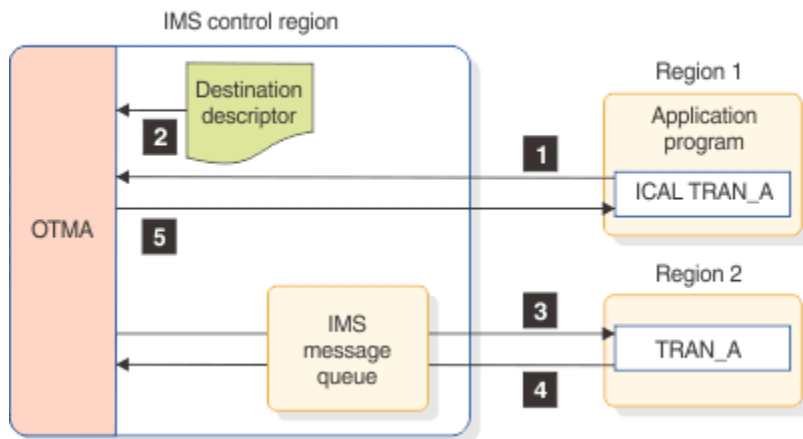 IMS control region
Destination
descriptor
2
1
Region 1
Application
program
ICAL TRAN_A
OTMA
5
Region 2
IMS
message
queue
3
TRAN_A
4